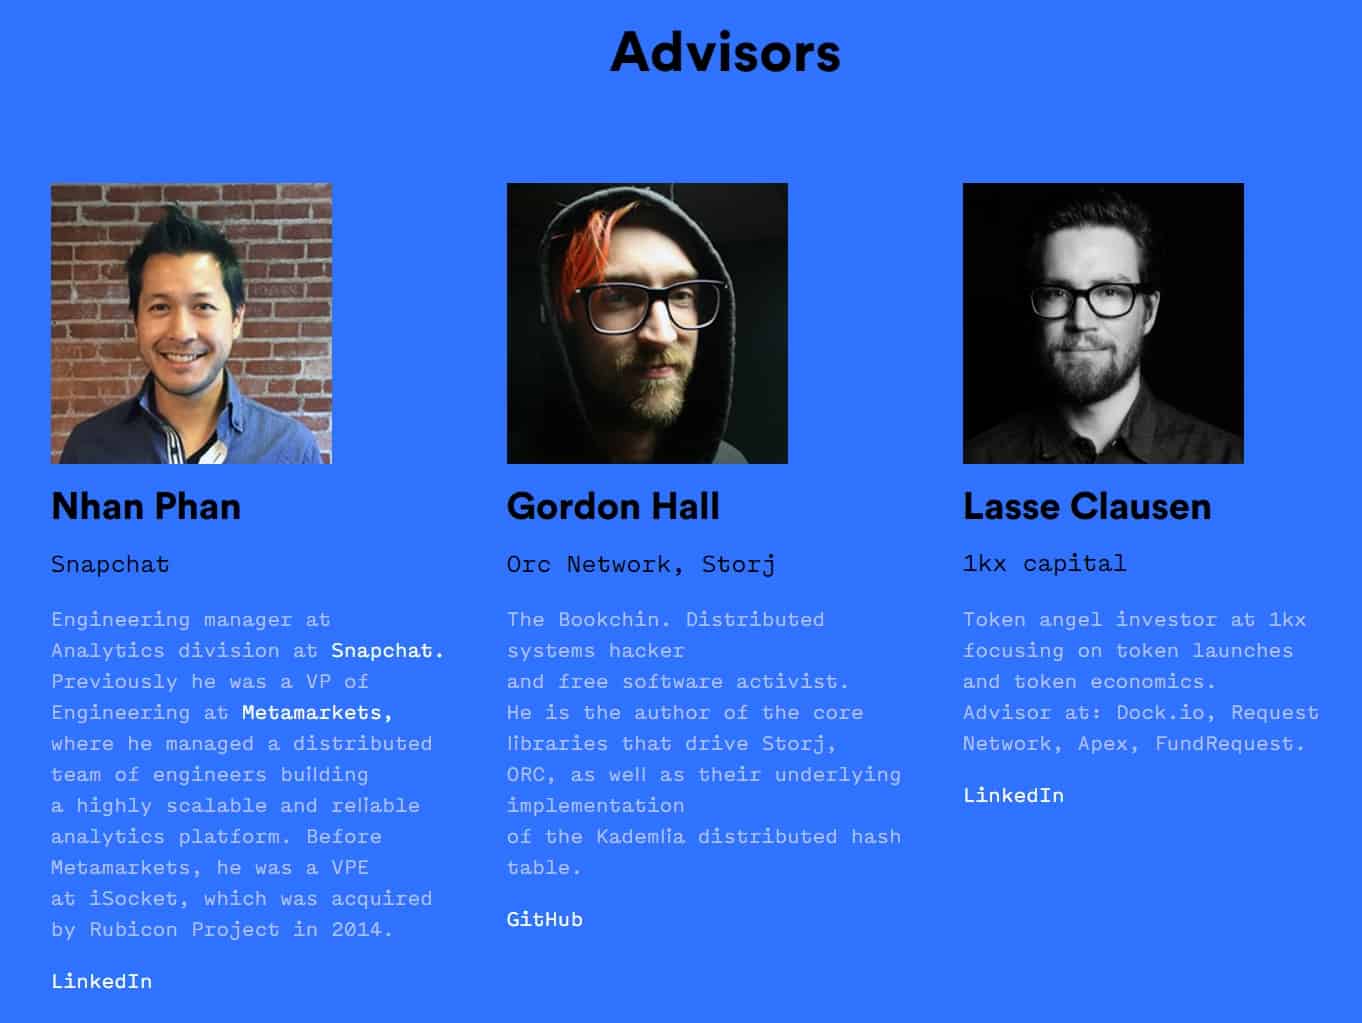 Advisors
Nhan Phan
Snapchat
Engineering manager at
Analytics division at Snapchat.
Previously he was a VP of
Engineering at Metamarkets,
where he managed a distributed
team of engineers building
a highly scalable and reliable
analytics platform. Before
Metamarkets, he was a VPE
at iSocket, which was acquired
by Rubicon Project in 2014.
LinkedIn
Gordon Hall
Orc Network, Storj
The Bookchin. Distributed
systems hacker
and free software activist.
He is the author of the core
libraries that drive Storj,
ORC, as well as their underlying
implementation
of the Kademlia distributed hash
table.
GitHub
Lasse Clausen
1kx capital
Token angel investor at 1kx
focusing on token launches
and token economics.
Advisor at: Dock.io, Request
Network, Apex, FundRequest.
LinkedIn